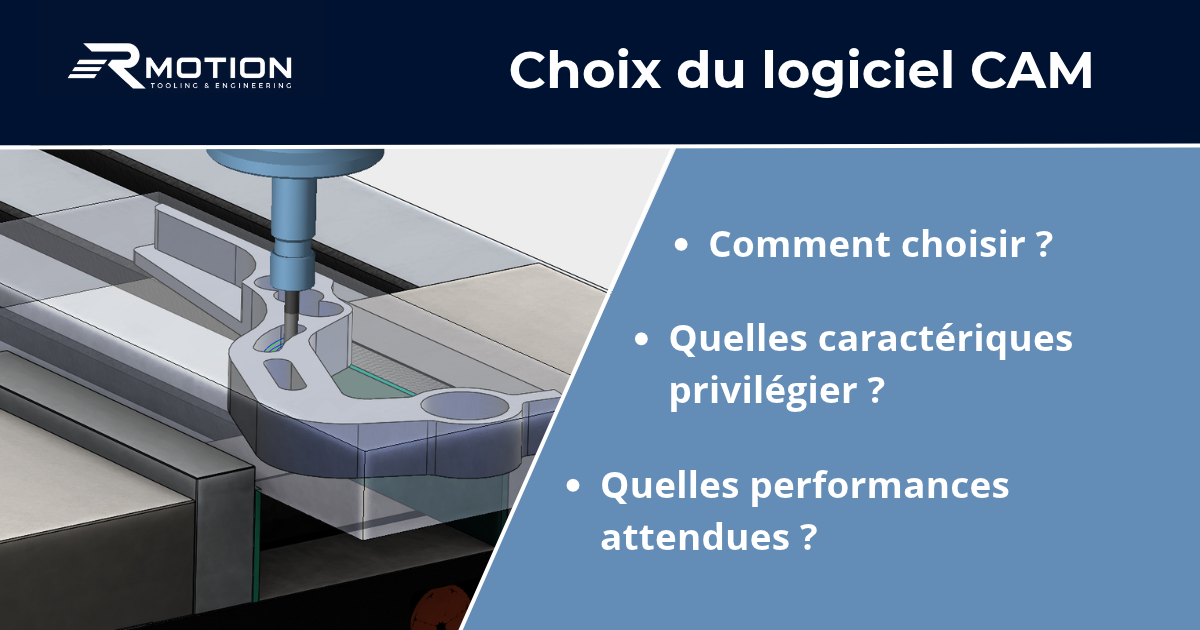 RMOTION
TOOLING & ENGINEERING
Choix du logiciel CAM
• Comment choisir ?
• Quelles caractériques
privilégier ?
• Quelles performances
attendues ?